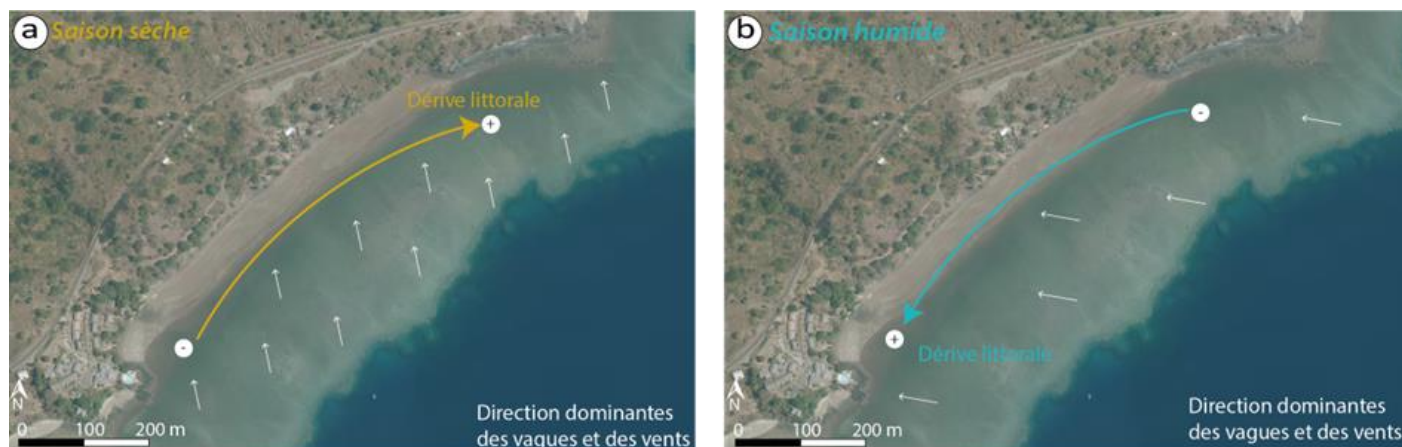 a Saison sèche
Dérive littorale
+
-
N
0 100 200 m
Direction dominantes
des vagues et des vents
b Saison humide
-
+
Dérive littorale
N
0 100 200 m
Direction dominantes
des vagues et des vents